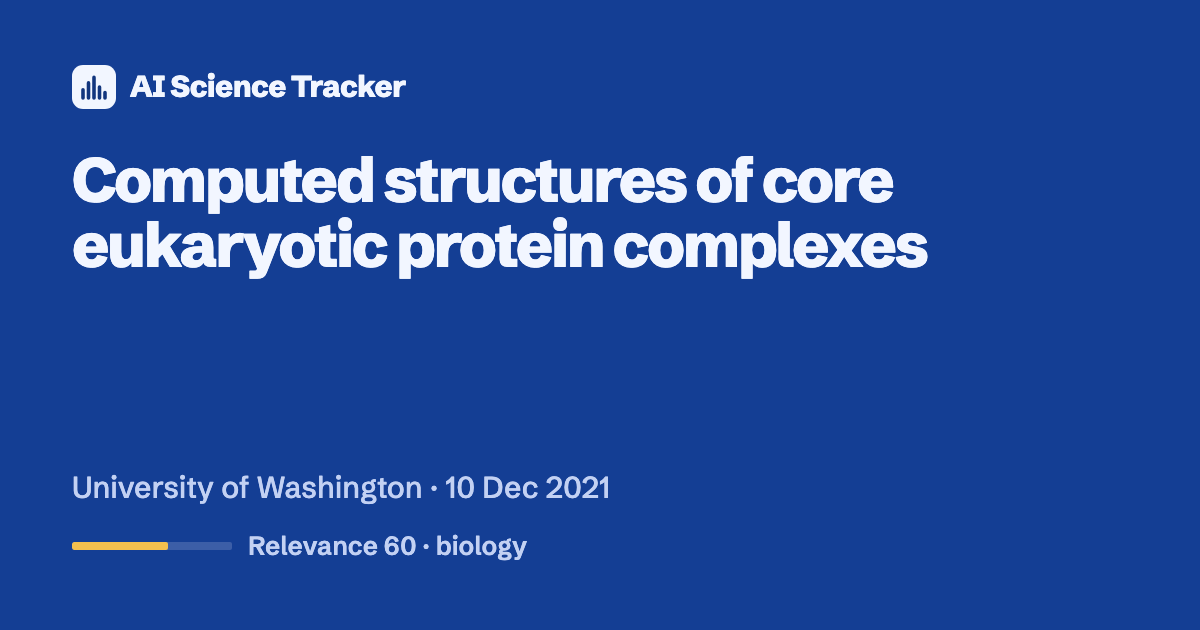 AI Science Tracker
Computed structures of core
eukaryotic protein complexes
University of Washington · 10 Dec 2021
Relevance 60 · biology